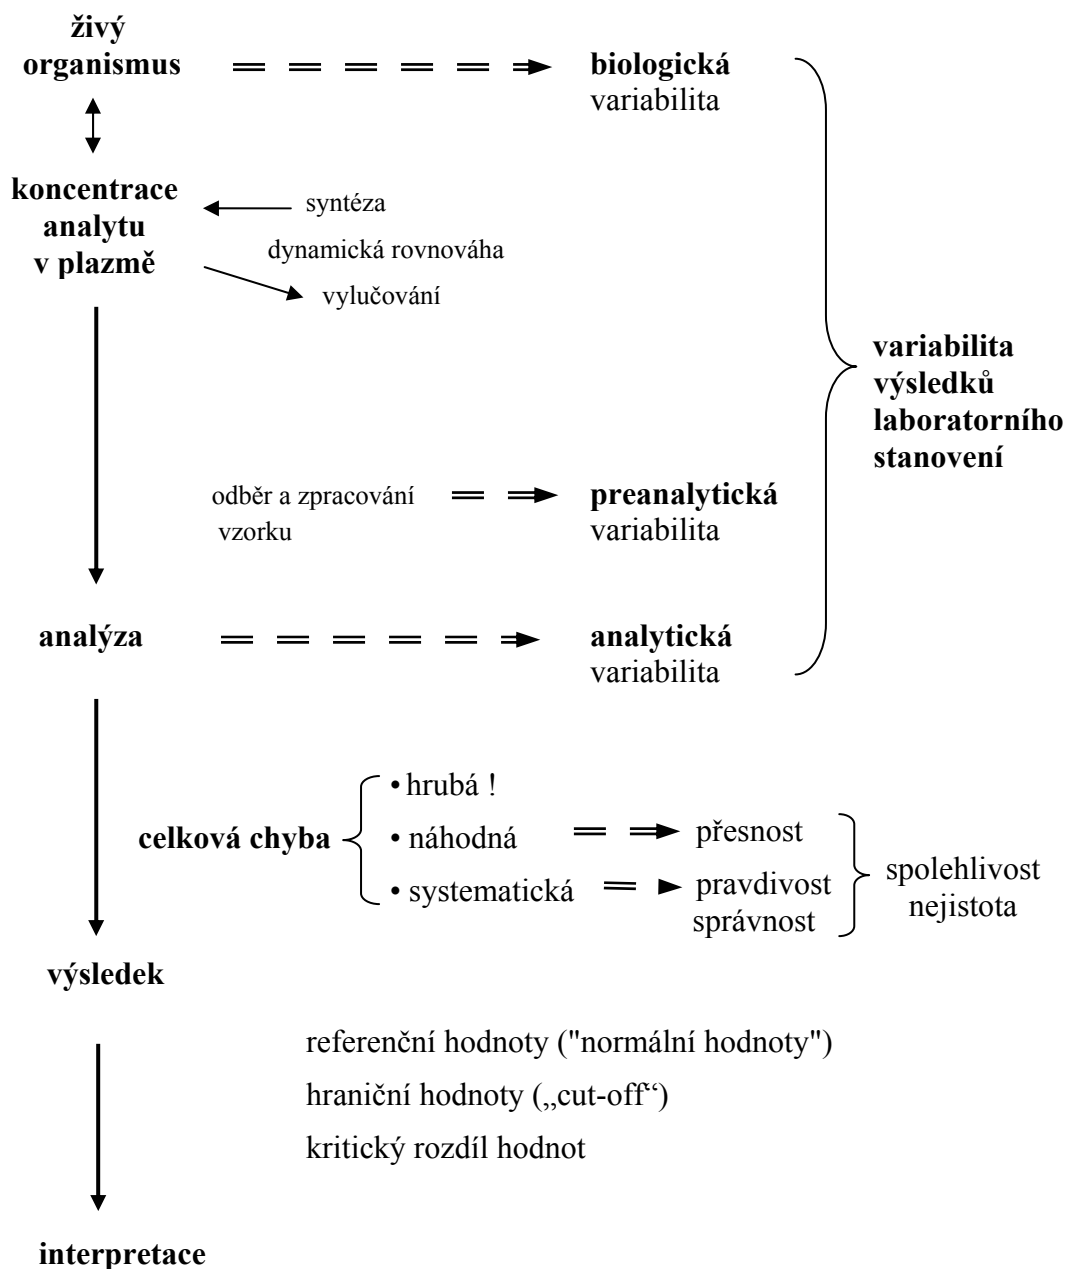 živý
organismus
biologická
variabilita
koncentrace
analytu
v plazmě
syntéza
dynamická rovnováha
vylučování
variabilita
výsledků
laboratorního
stanovení
odběr a zpracování
vzorku
preanalytická
variabilita
analýza
analytická
variabilita
celková chyba
• hrubá !
• náhodná
přesnost
• systematická
pravdivost
správnost
spolehlivost
nejistota
výsledek
referenční hodnoty ("normální hodnoty")
hraniční hodnoty („cut-off“)
kritický rozdíl hodnot
interpretace